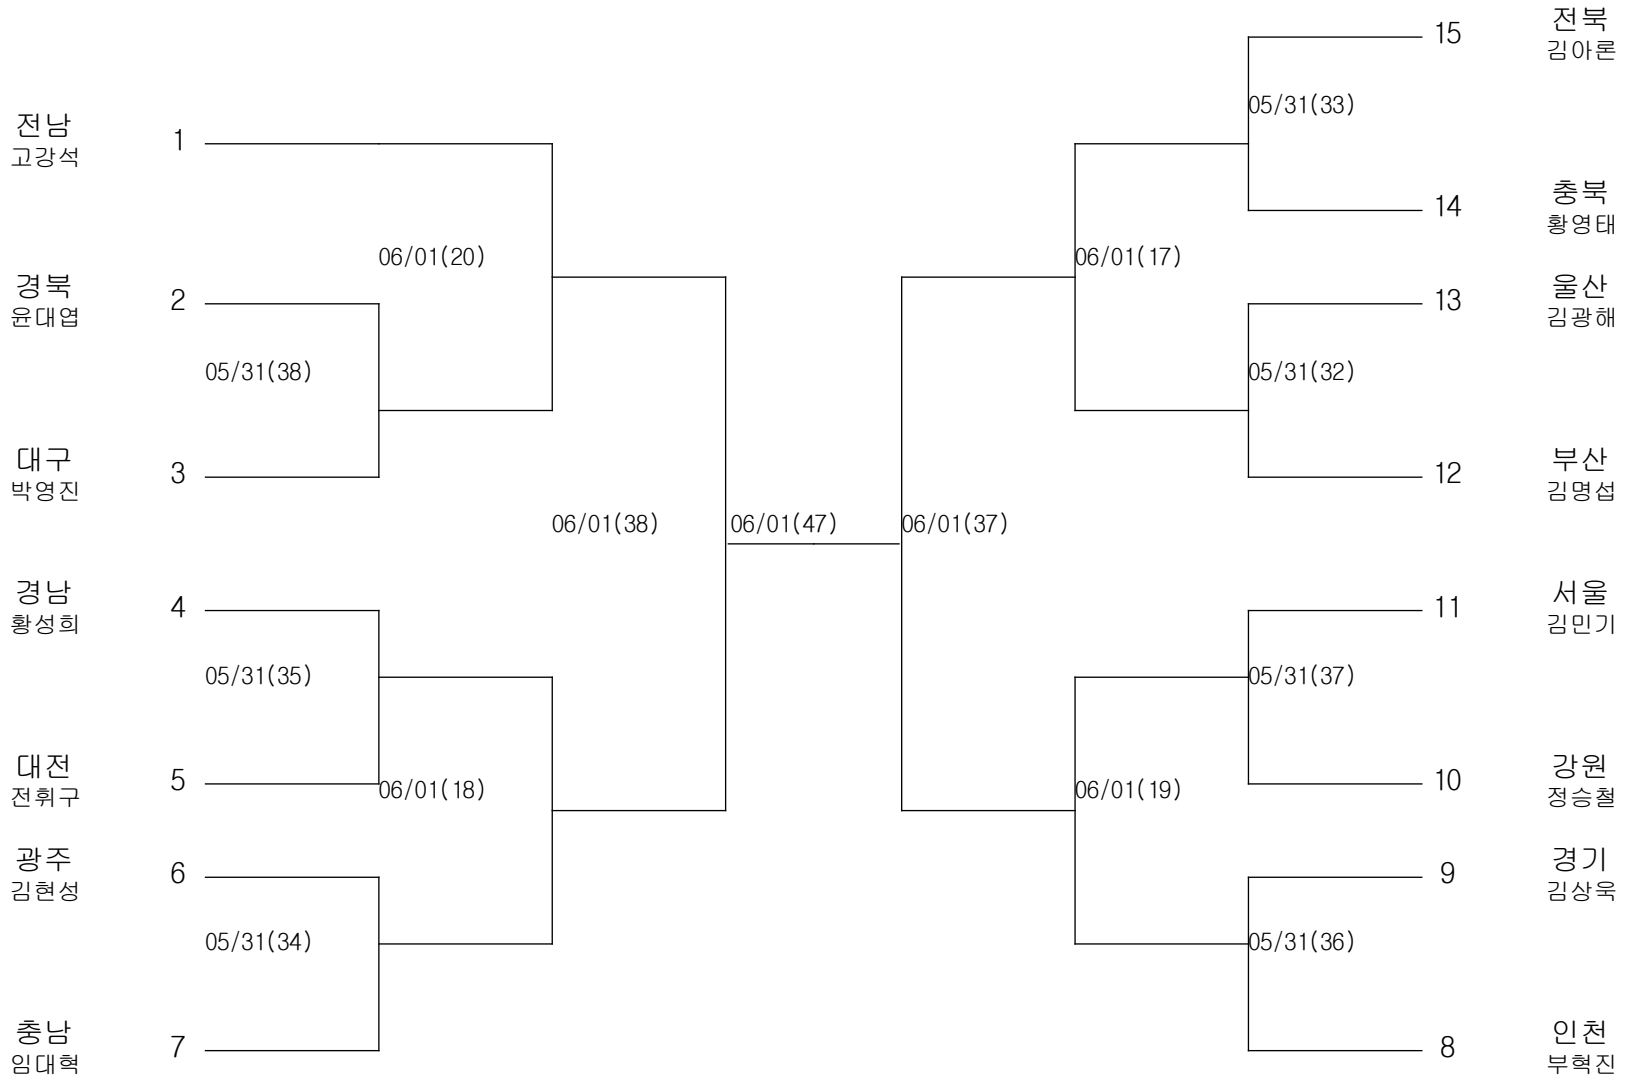 전남
고강석
1
경북
윤대엽
2
05/31(38)
대구
박영진
3
06/01(20)
경남
황성희
4
05/31(35)
대전
전휘구
5
06/01(18)
광주
김현성
6
05/31(34)
충남
임대혁
7
06/01(38)
06/01(47)
06/01(37)
15
전북
김아론
05/31(33)
14
충북
황영태
06/01(17)
13
울산
김광해
05/31(32)
12
부산
김명섭
11
서울
김민기
05/31(37)
10
강원
정승철
06/01(19)
9
경기
김상욱
05/31(36)
8
인천
부혁진